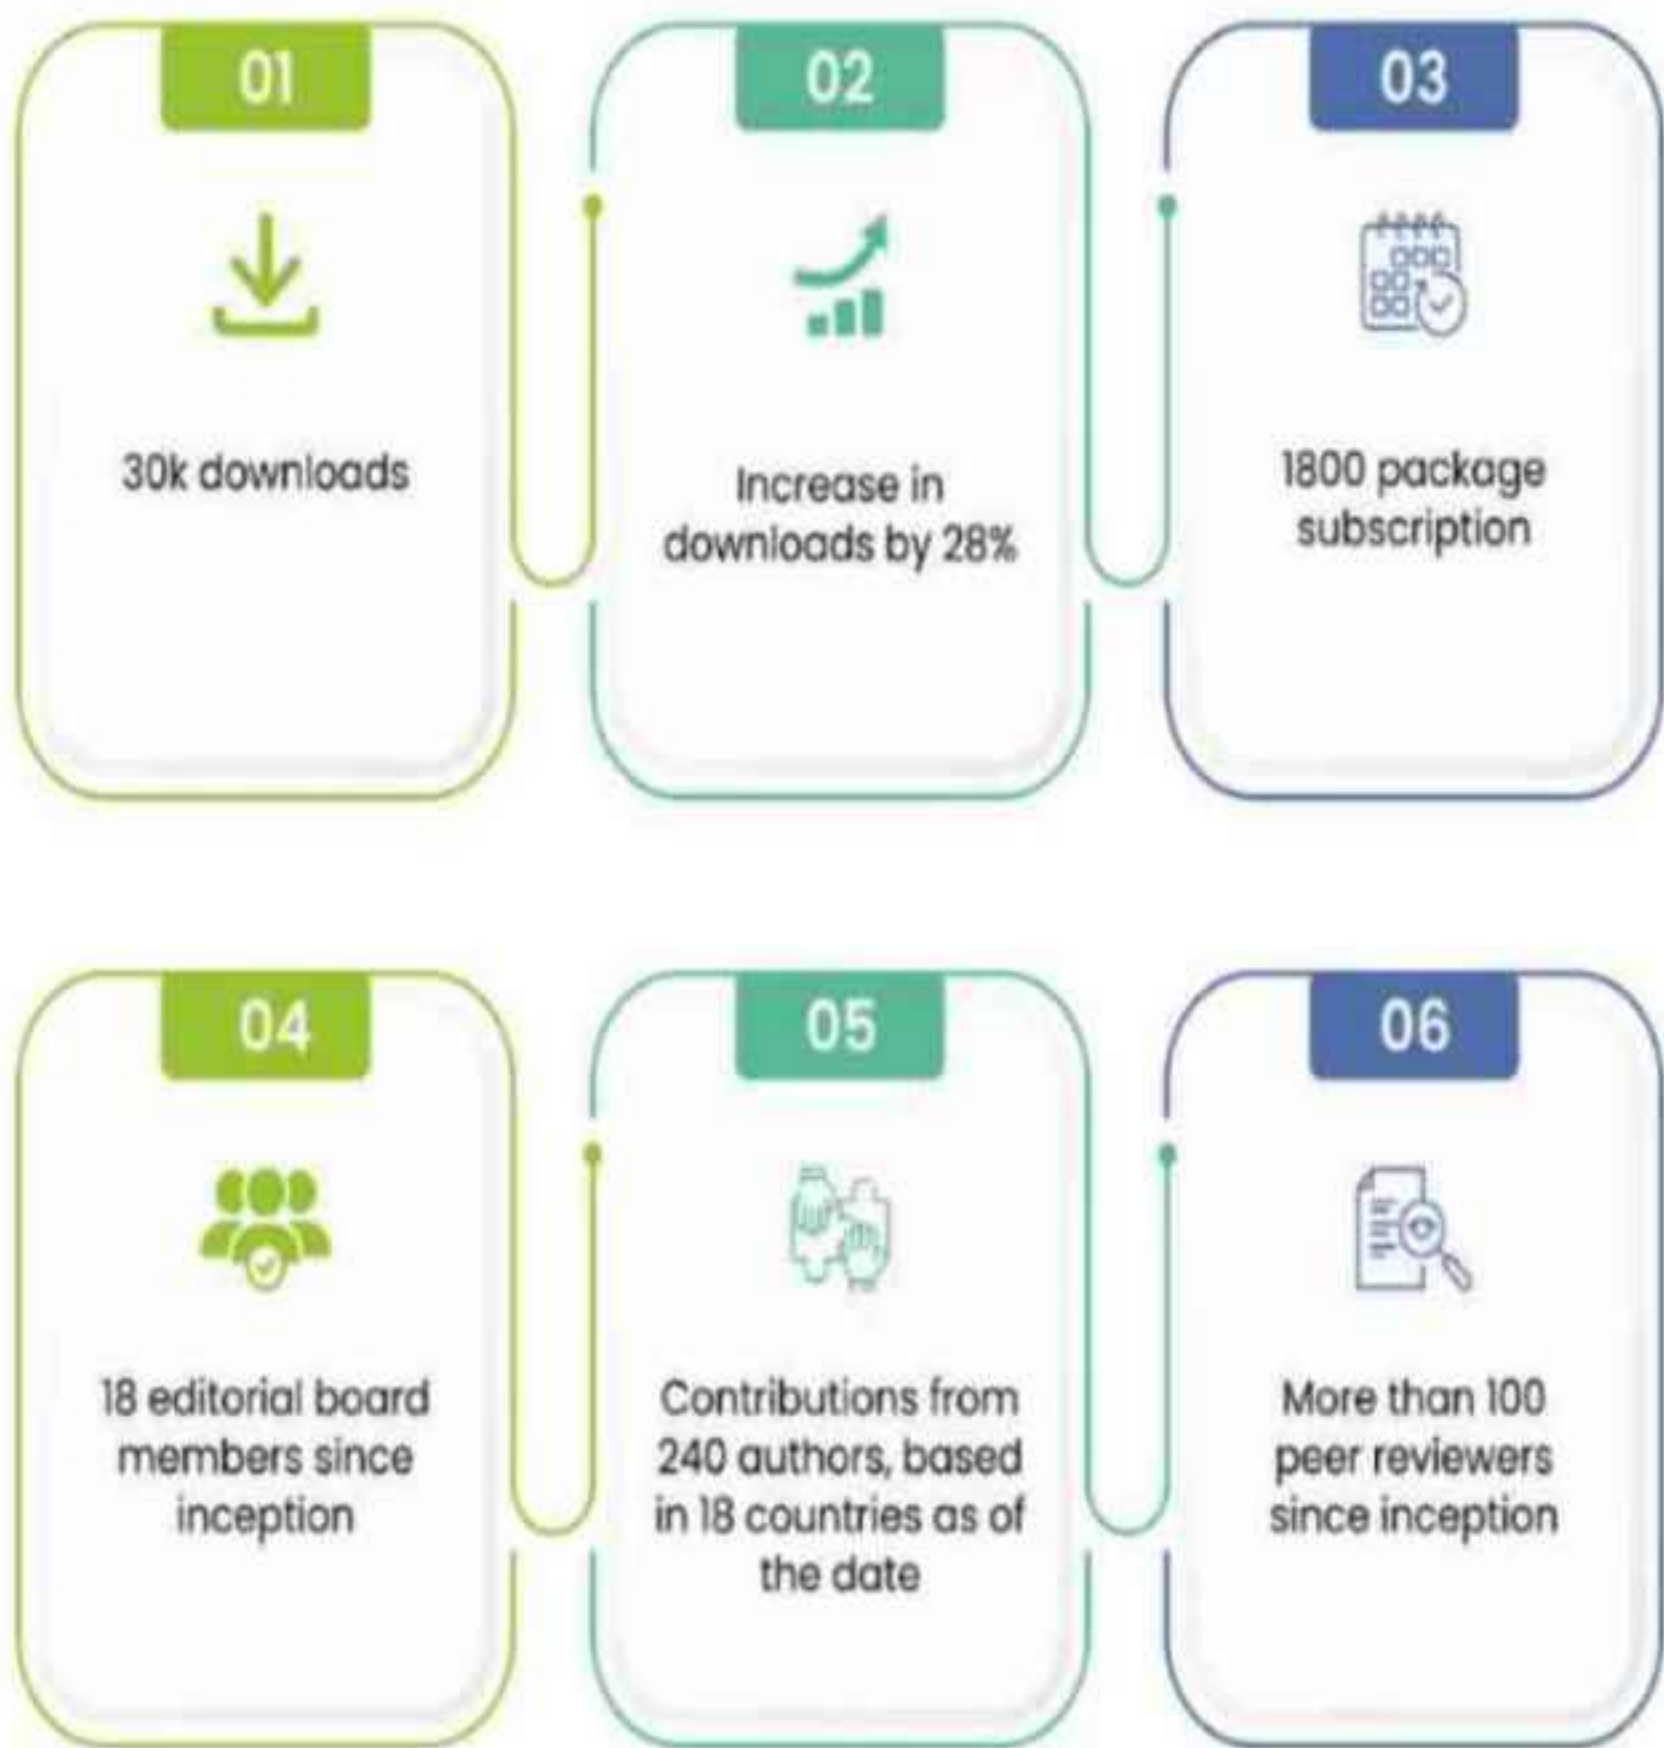 01
30k downloads
02
Increase in
downloads by 28%
03
1800 package
subscription
04
18 editorial board
members since
inception
05
Contributions from
240 authors, based
in 18 countries as of
the date
06
More than 100
peer reviewers
since inception